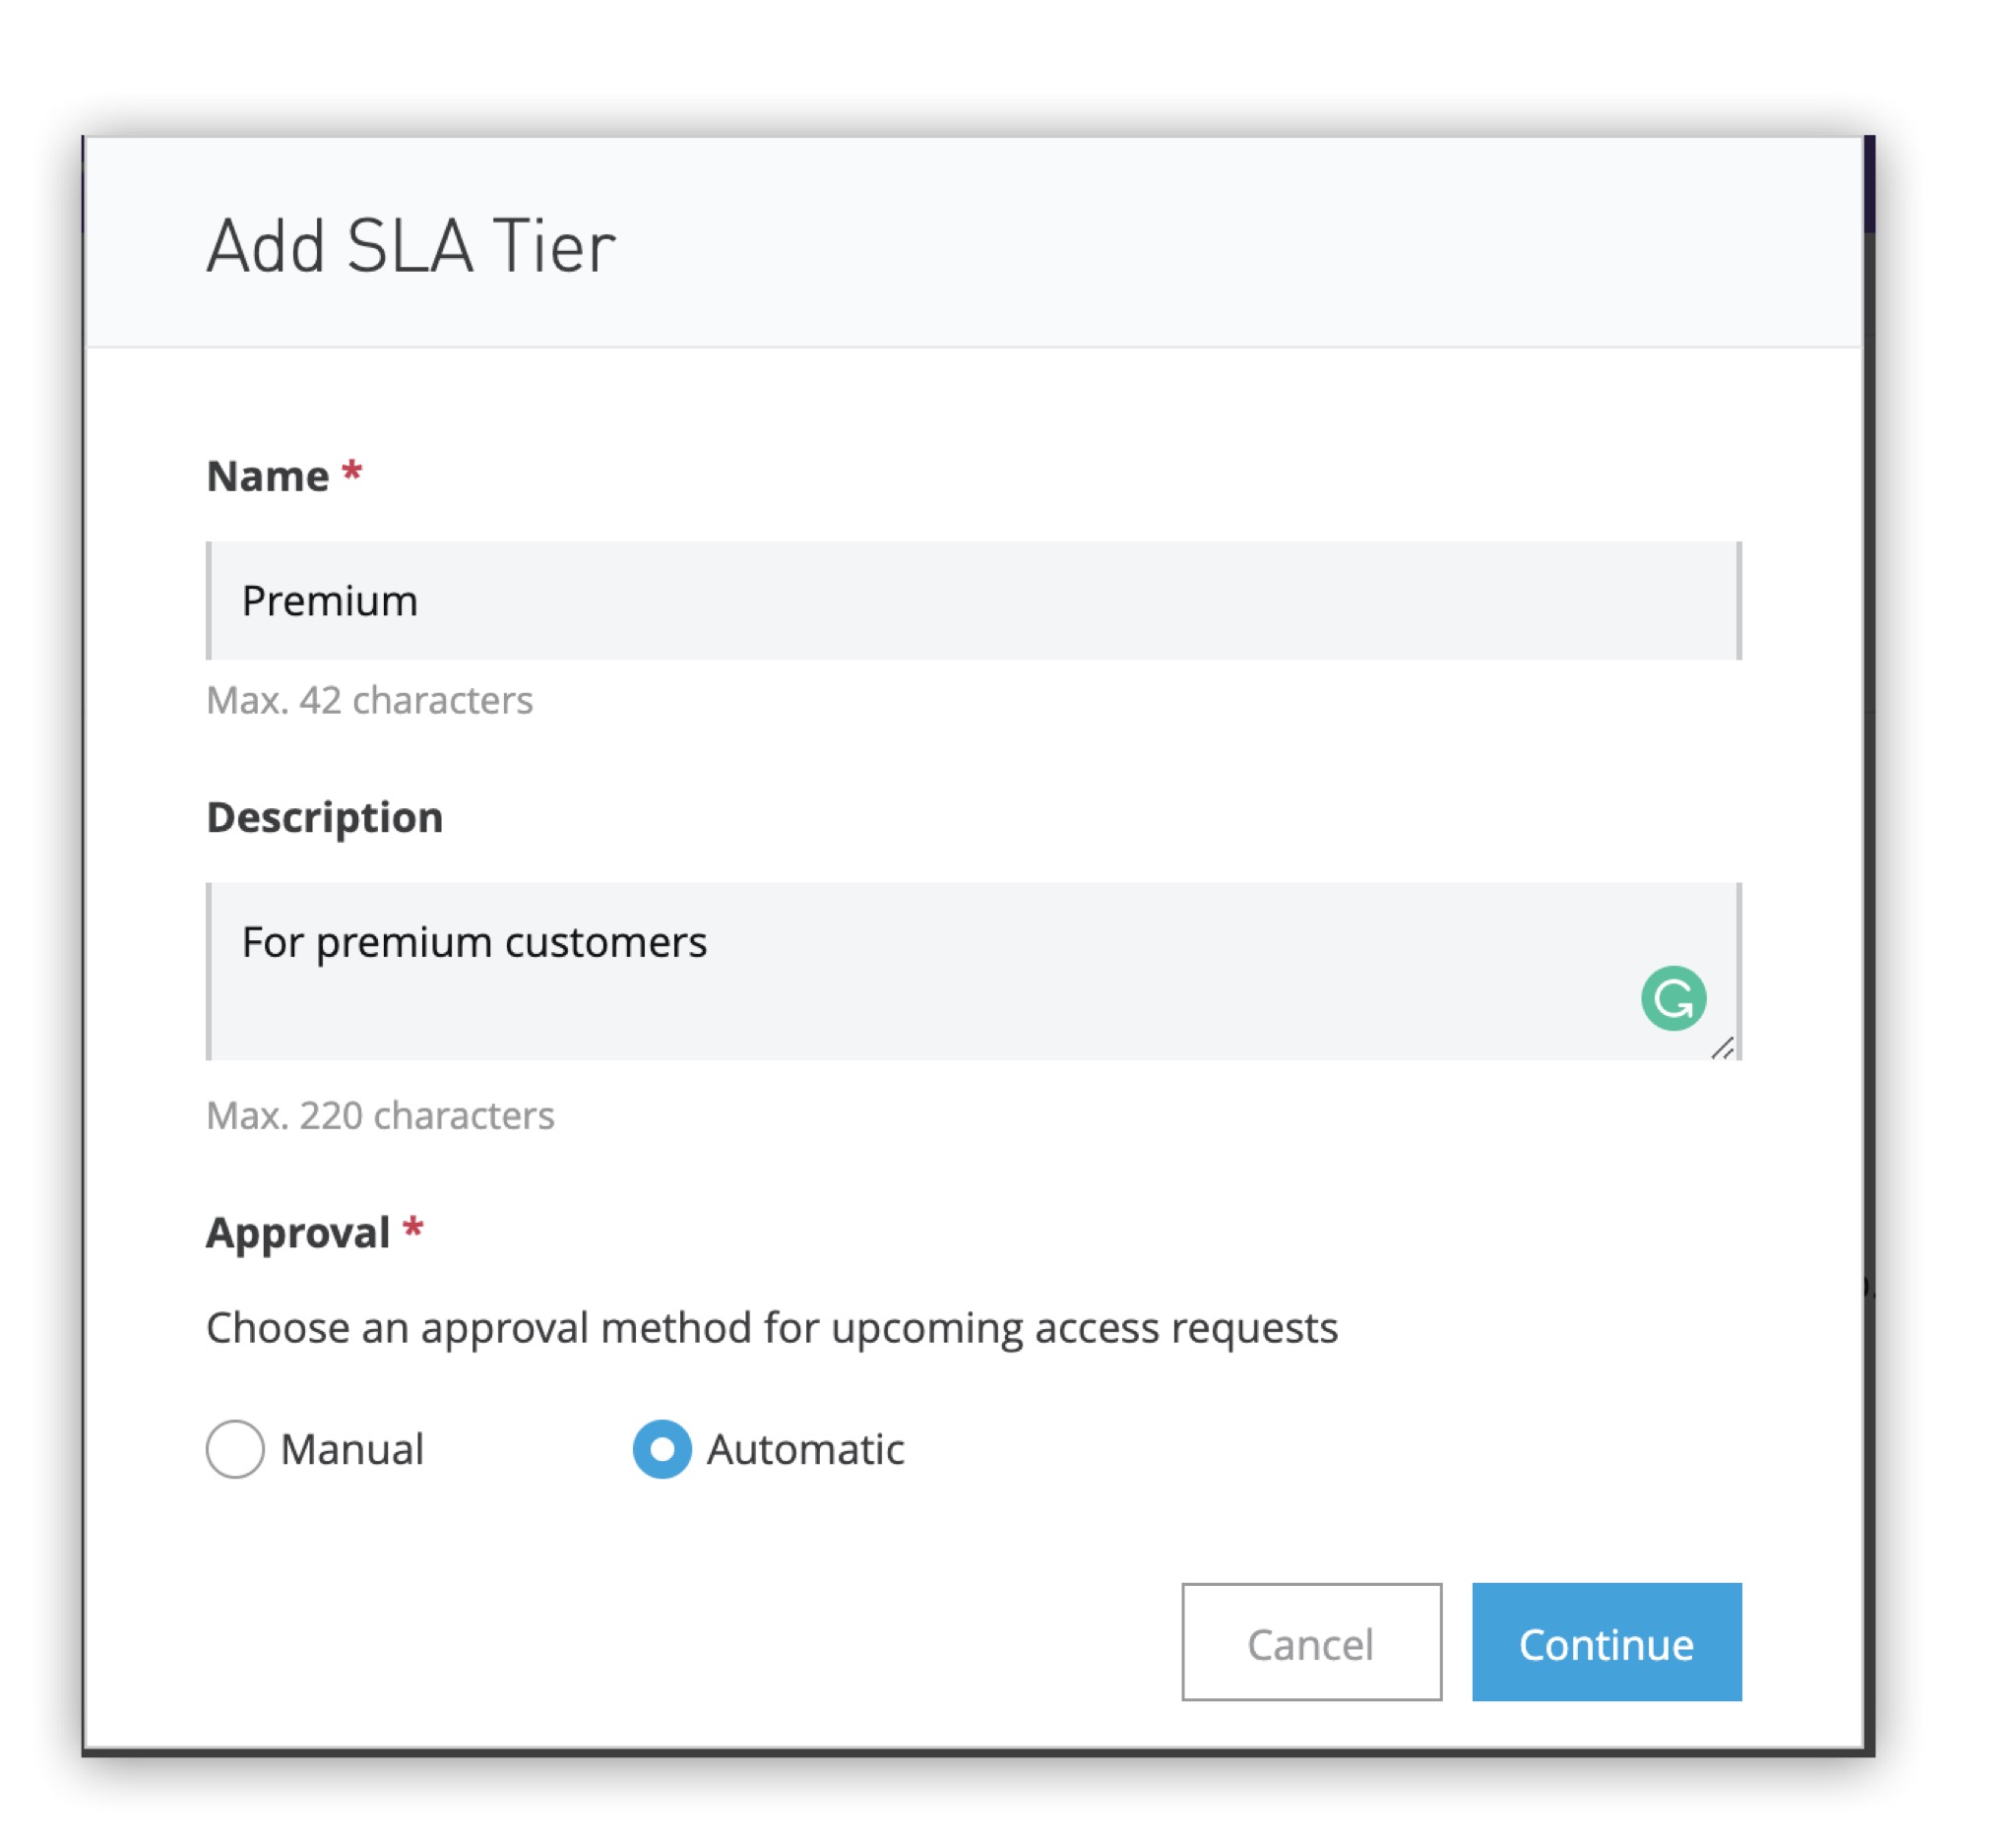 Add SLA Tier
Name *
Premium
Max. 42 characters
Description
For premium customers
Max. 220 characters
Approval *
Choose an approval method for upcoming access requests
Manual Automatic
Cancel Continue